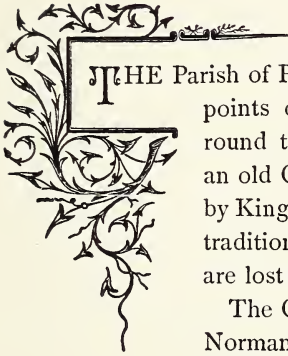 THE Parish of
points
round t
an old
by King
tradition
are lost
The
Norman